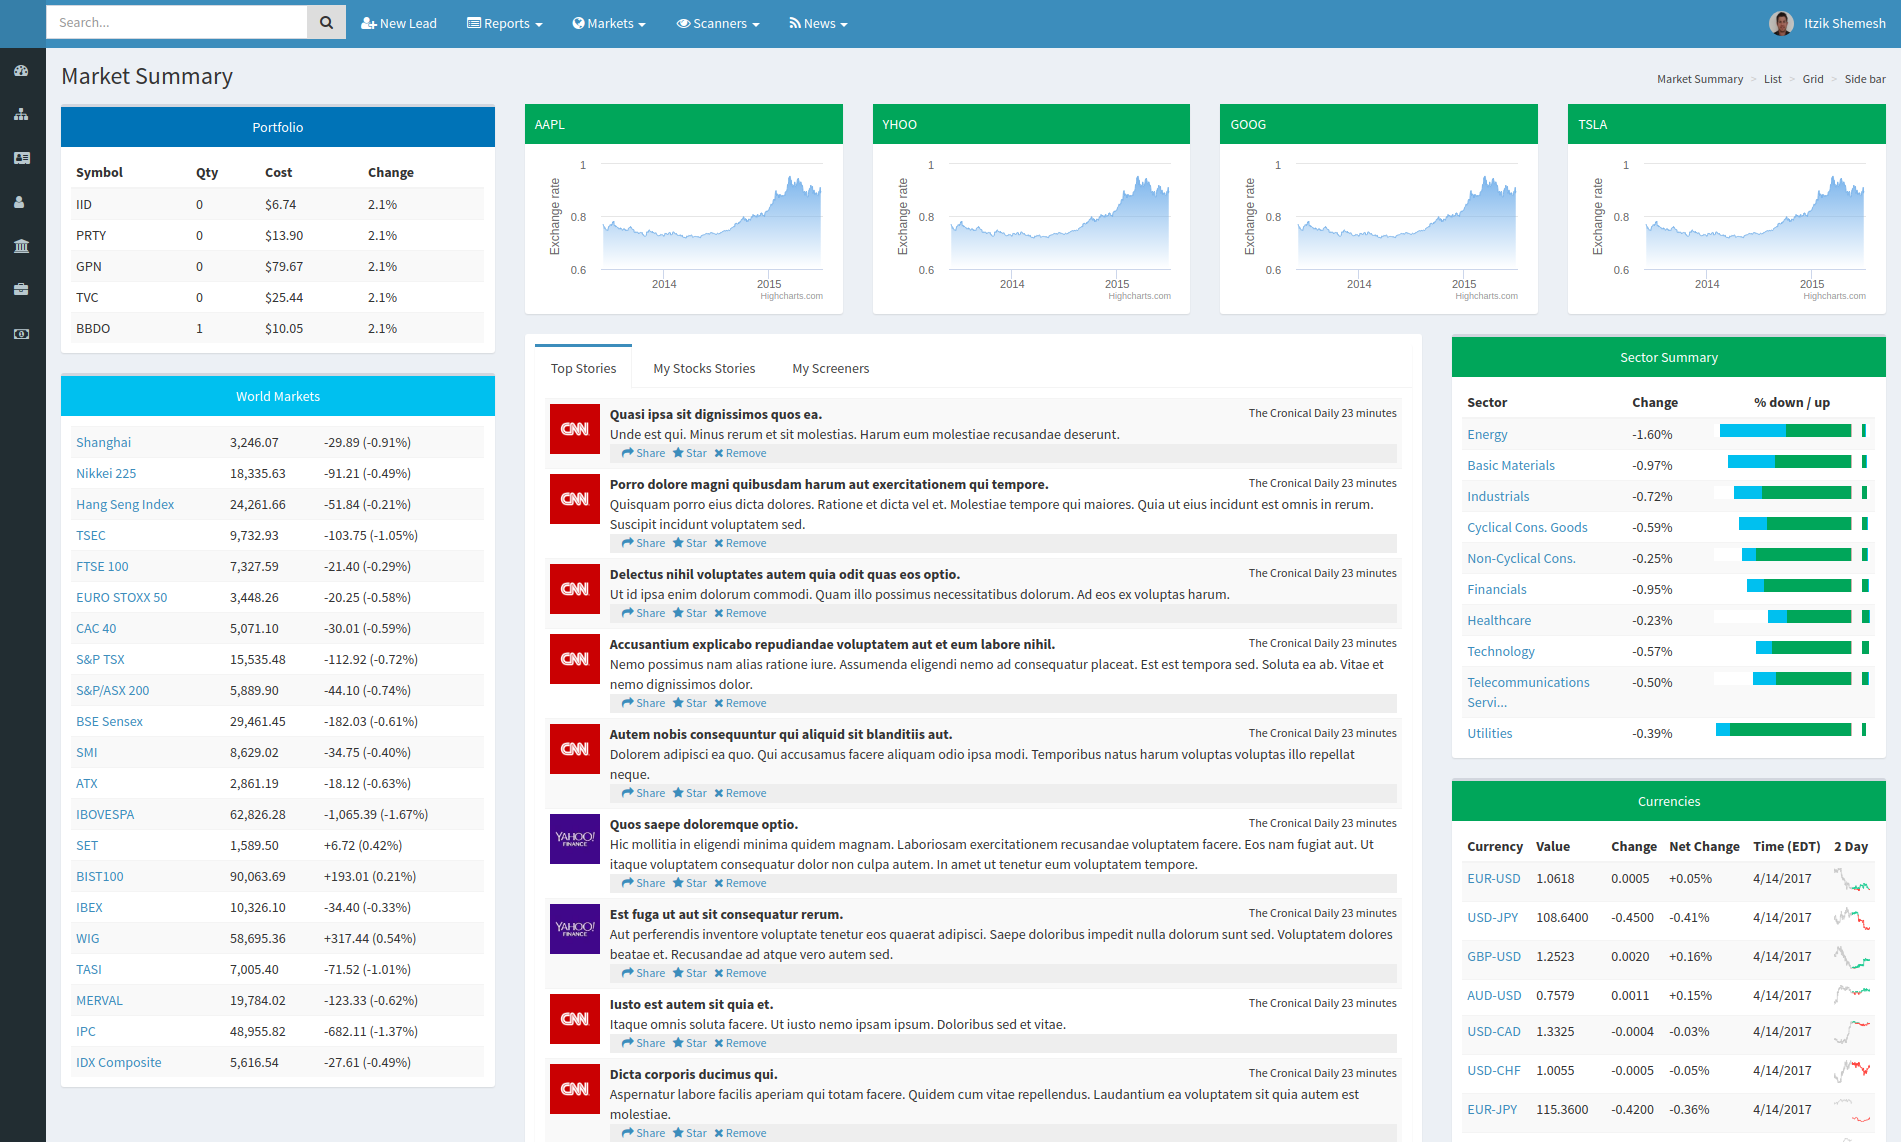 Search...
New Lead
Reports
Markets
Scanners
News
Itzik Shemesh
Market Summary
Market Summary > List > Grid > Side bar
Portfolio
Symbol Qty Cost Change
IID 0 $6.74 2.1%
PRTY 0 $13.90 2.1%
GPN 0 $79.67 2.1%
TVC 0 $25.44 2.1%
BBDO 1 $10.05 2.1%
World Markets
Shanghai 3,246.07 -29.89 (-0.91%)
Nikkei 225 18,335.63 -91.21 (-0.49%)
Hang Seng Index 24,261.66 -51.84 (-0.21%)
TSEC 9,732.93 -103.75 (-1.05%)
FTSE 100 7,327.59 -21.40 (-0.29%)
EURO STOXX 50 3,448.26 -20.25 (-0.58%)
CAC 40 5,071.10 -30.01 (-0.59%)
S&P TSX 15,535.48 -112.92 (-0.72%)
S&P/ASX 200 5,889.90 -44.10 (-0.74%)
BSE Sensex 29,461.45 -182.03 (-0.61%)
SMI 8,629.02 -34.75 (-0.40%)
ATX 2,861.19 -18.12 (-0.63%)
IBOVESPA 62,826.28 -1,065.39 (-1.67%)
SET 1,589.50 +6.72 (0.42%)
BIST100 90,063.69 +193.01 (0.21%)
IBEX 10,326.10 -34.40 (-0.33%)
WIG 58,695.36 +317.44 (0.54%)
TASI 7,005.40 -71.52 (-1.01%)
MERVAL 19,784.02 -123.33 (-0.62%)
IPC 48,955.82 -682.11 (-1.37%)
IDX Composite 5,616.54 -27.61 (-0.49%)
AAPL
Exchange rate
1
0.8
0.6
2014 2015
Highcharts.com
YHOO
Exchange rate
1
0.8
0.6
2014 2015
Highcharts.com
GOOG
Exchange rate
1
0.8
0.6
2014 2015
Highcharts.com
TSLA
Exchange rate
1
0.8
0.6
2014 2015
Highcharts.com
Top Stories My Stocks Stories My Screeners
CNN
Quasi ipsa sit dignissimos quos ea. The Cronical Daily 23 minutes
Unde est qui. Minus rerum et sit molestias. Harum eum molestiae recusandae deserunt.
Share Star Remove
CNN
Porro dolore magni quibusdam harum aut exercitationem qui tempore. The Cronical Daily 23 minutes
Quisquam porro eius dicta dolores. Ratione et dicta vel et. Molestiae tempore qui maiores. Quia ut eius incidunt est omnis in rerum.
Suscipit incidunt voluptatem sed.
Share Star Remove
CNN
Delectus nihil voluptates autem quia odit quas eos optio. The Cronical Daily 23 minutes
Ut id ipsa enim dolorum commodi. Quam illo possimus necessitatibus dolorum. Ad eos ex voluptas harum.
Share Star Remove
CNN
Accusantium explicabo repudiandae voluptatem aut et eum labore nihil. The Cronical Daily 23 minutes
Nemo possimus nam alias ratione iure. Assumenda eligendi nemo ad consequatur placeat. Est est tempora sed. Soluta ea ab. Vitae et
nemo dignissimos dolor.
Share Star Remove
CNN
Autem nobis consequuntur qui aliquid sit blanditiis aut. The Cronical Daily 23 minutes
Dolorem adipisci ea quo. Qui accusamus facere aliquam odio ipsa modi. Temporibus natus harum voluptas voluptas illo repellat
neque.
Share Star Remove
YAHOO!
FINANCE
Quos saepe doloremque optio. The Cronical Daily 23 minutes
Hic mollitia in eligendi minima quidem magnam. Laboriosam exercitationem recusandae voluptatem facere. Eos nam fugiat aut. Ut
itaque voluptatem consequatur dolor non culpa autem. In amet ut tenetur eum voluptatem tempore.
Share Star Remove
YAHOO!
FINANCE
Est fuga ut aut sit consequatur rerum. The Cronical Daily 23 minutes
Aut perferendis inventore voluptate tenetur eos quaerat adipisci. Saepe doloribus impedit nulla dolorum sunt sed. Voluptatem dolores
beatae et. Recusandae ad atque vero autem sed.
Share Star Remove
CNN
Iusto est autem sit quia et. The Cronical Daily 23 minutes
Itaque omnis soluta facere. Ut iusto nemo ipsam ipsum. Doloribus sed et vitae.
Share Star Remove
CNN
Dicta corporis ducimus qui. The Cronical Daily 23 minutes
Aspernatur labore facilis aperiam qui totam facere. Quidem cum vitae repellendus. Laudantium ea voluptatem sit quia autem est
molestiae.
Share Star Remove
Sector Summary
Sector Change % down / up
Energy -1.60%
Basic Materials -0.97%
Industrials -0.72%
Cyclical Cons. Goods -0.59%
Non-Cyclical Cons. -0.25%
Financials -0.95%
Healthcare -0.23%
Technology -0.57%
Telecommunications -0.50%
Servi...
Utilities -0.39%
Currencies
Currency Value Change Net Change Time (EDT) 2 Day
EUR-USD 1.0618 0.0005 +0.05% 4/14/2017
USD-JPY 108.6400 -0.4500 -0.41% 4/14/2017
GBP-USD 1.2523 0.0020 +0.16% 4/14/2017
AUD-USD 0.7579 0.0011 +0.15% 4/14/2017
USD-CAD 1.3325 -0.0004 -0.03% 4/14/2017
USD-CHF 1.0055 -0.0005 -0.05% 4/14/2017
EUR-JPY 115.3600 -0.4200 -0.36% 4/14/2017